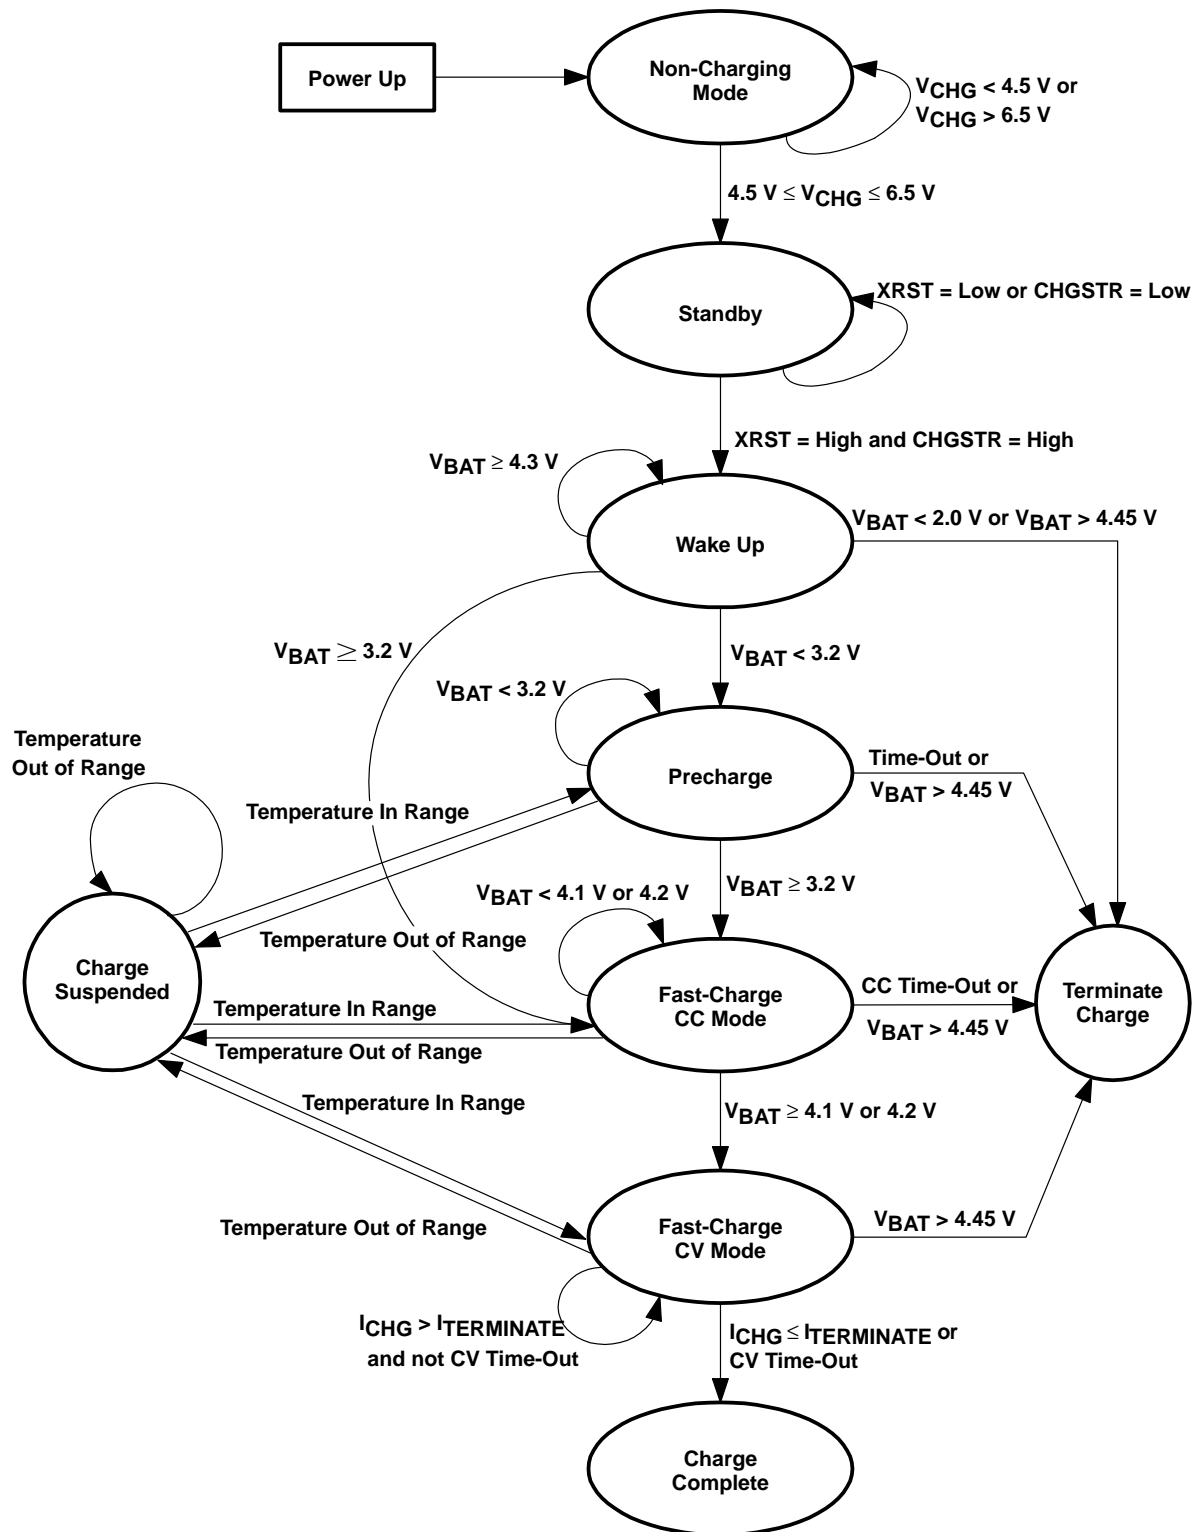 Power Up
Non-Charging
Mode
VCHG < 4.5 V or
VCHG > 6.5 V
4.5 V ≤ VCHG ≤ 6.5 V
Standby
XRST = Low or CHGSTR = Low
XRST = High and CHGSTR = High
VBAT ≥ 4.3 V
Wake Up
VBAT < 2.0 V or VBAT > 4.45 V
VBAT ≥ 3.2 V
VBAT < 3.2 V
VBAT < 3.2 V
Temperature
Out of Range
Precharge
Time-Out or
VBAT > 4.45 V
Temperature In Range
VBAT < 4.1 V or 4.2 V
VBAT ≥ 3.2 V
Temperature Out of Range
Charge
Suspended
Fast-Charge
CC Mode
CC Time-Out or
VBAT > 4.45 V
Terminate
Charge
Temperature In Range
Temperature Out of Range
Temperature In Range
VBAT ≥ 4.1 V or 4.2 V
Temperature Out of Range
Fast-Charge
CV Mode
VBAT > 4.45 V
ICHG > ITERMINATE
and not CV Time-Out
ICHG ≤ ITERMINATE or
CV Time-Out
Charge
Complete